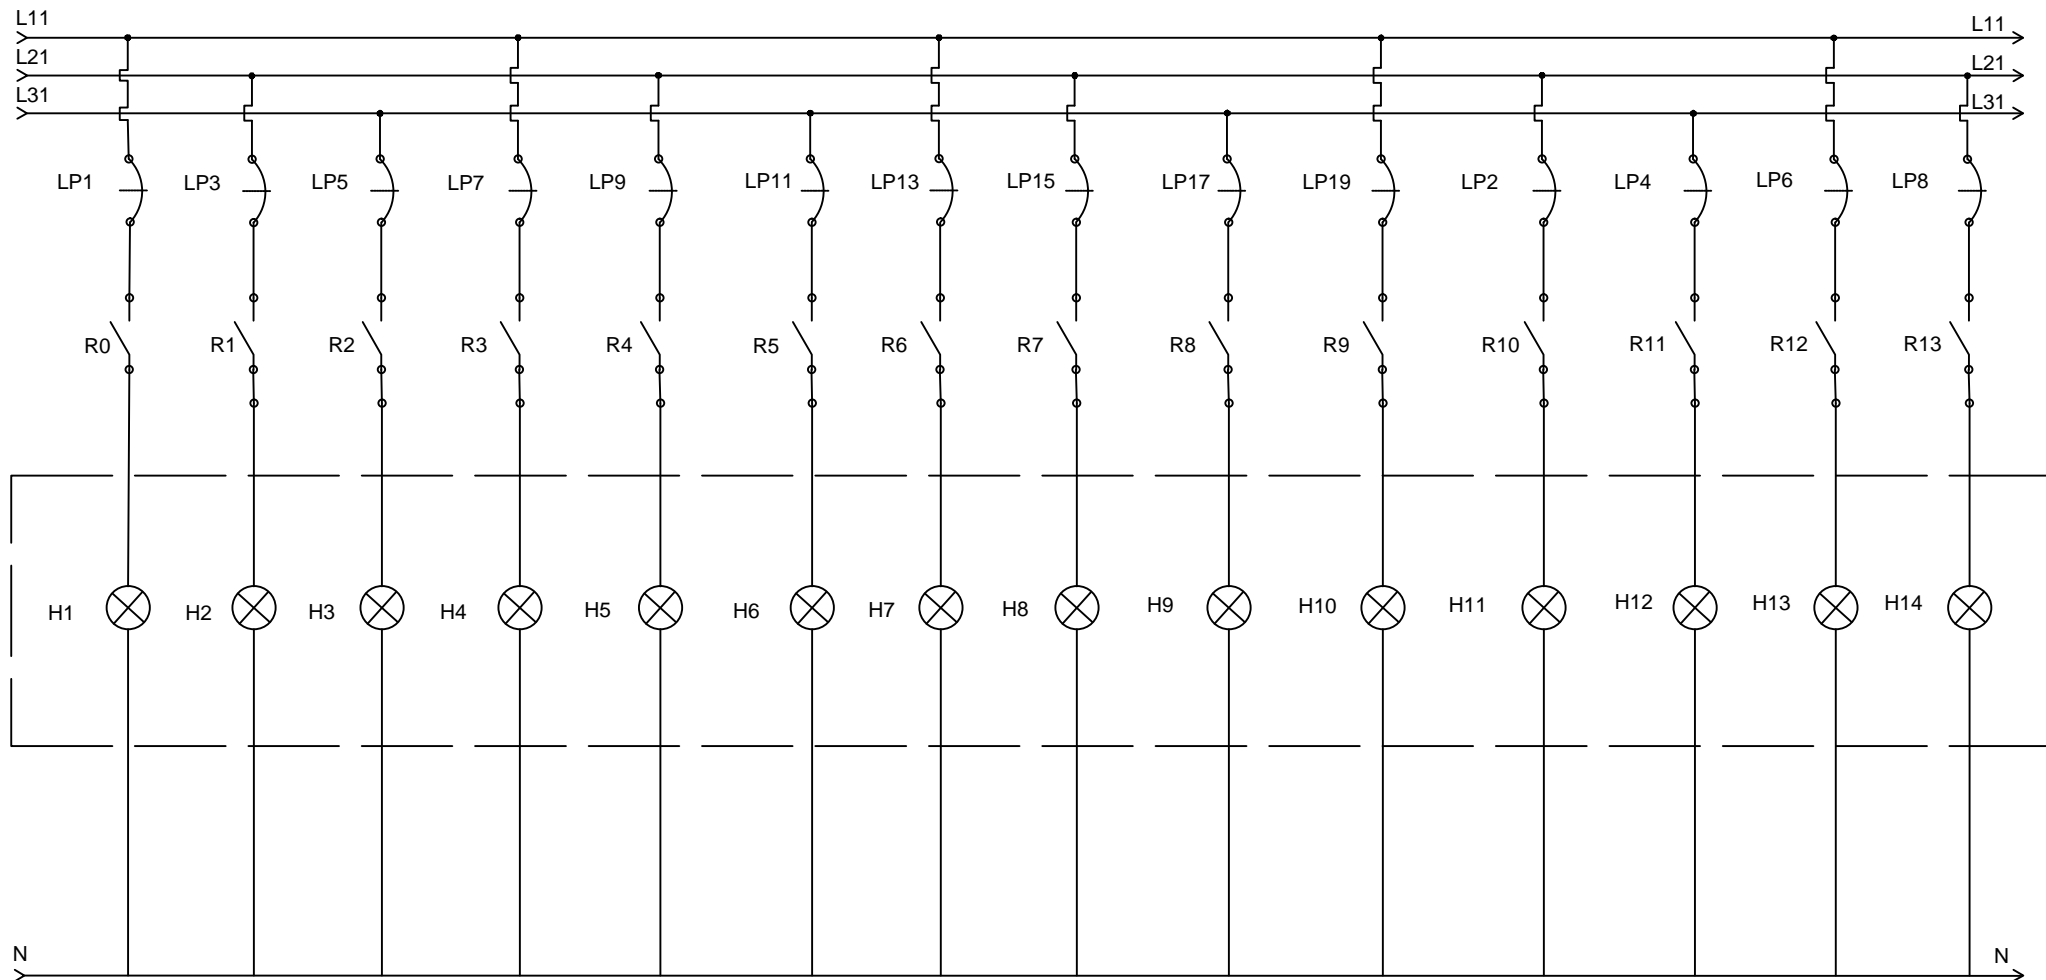 L11 L11
L21 L21
L31 L31
LP1 LP3 LP5 LP7 LP9 LP11 LP13 LP15 LP17 LP19 LP2 LP4 LP6 LP8
R0 R1 R2 R3 R4 R5 R6 R7 R8 R9 R10 R11 R12 R13
H1 H2 H3 H4 H5 H6 H7 H8 H9 H10 H11 H12 H13 H14
N N